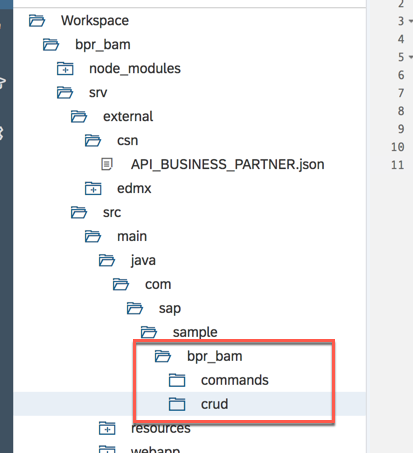 Workspace
bpr_bam
node_modules
srv
external
csn
API_BUSINESS_PARTNER.json
edmx
src
main
java
com
sap
sample
bpr_bam
commands
crud
resources
webapp
2
3
4
5
6
7
8
9
10
11